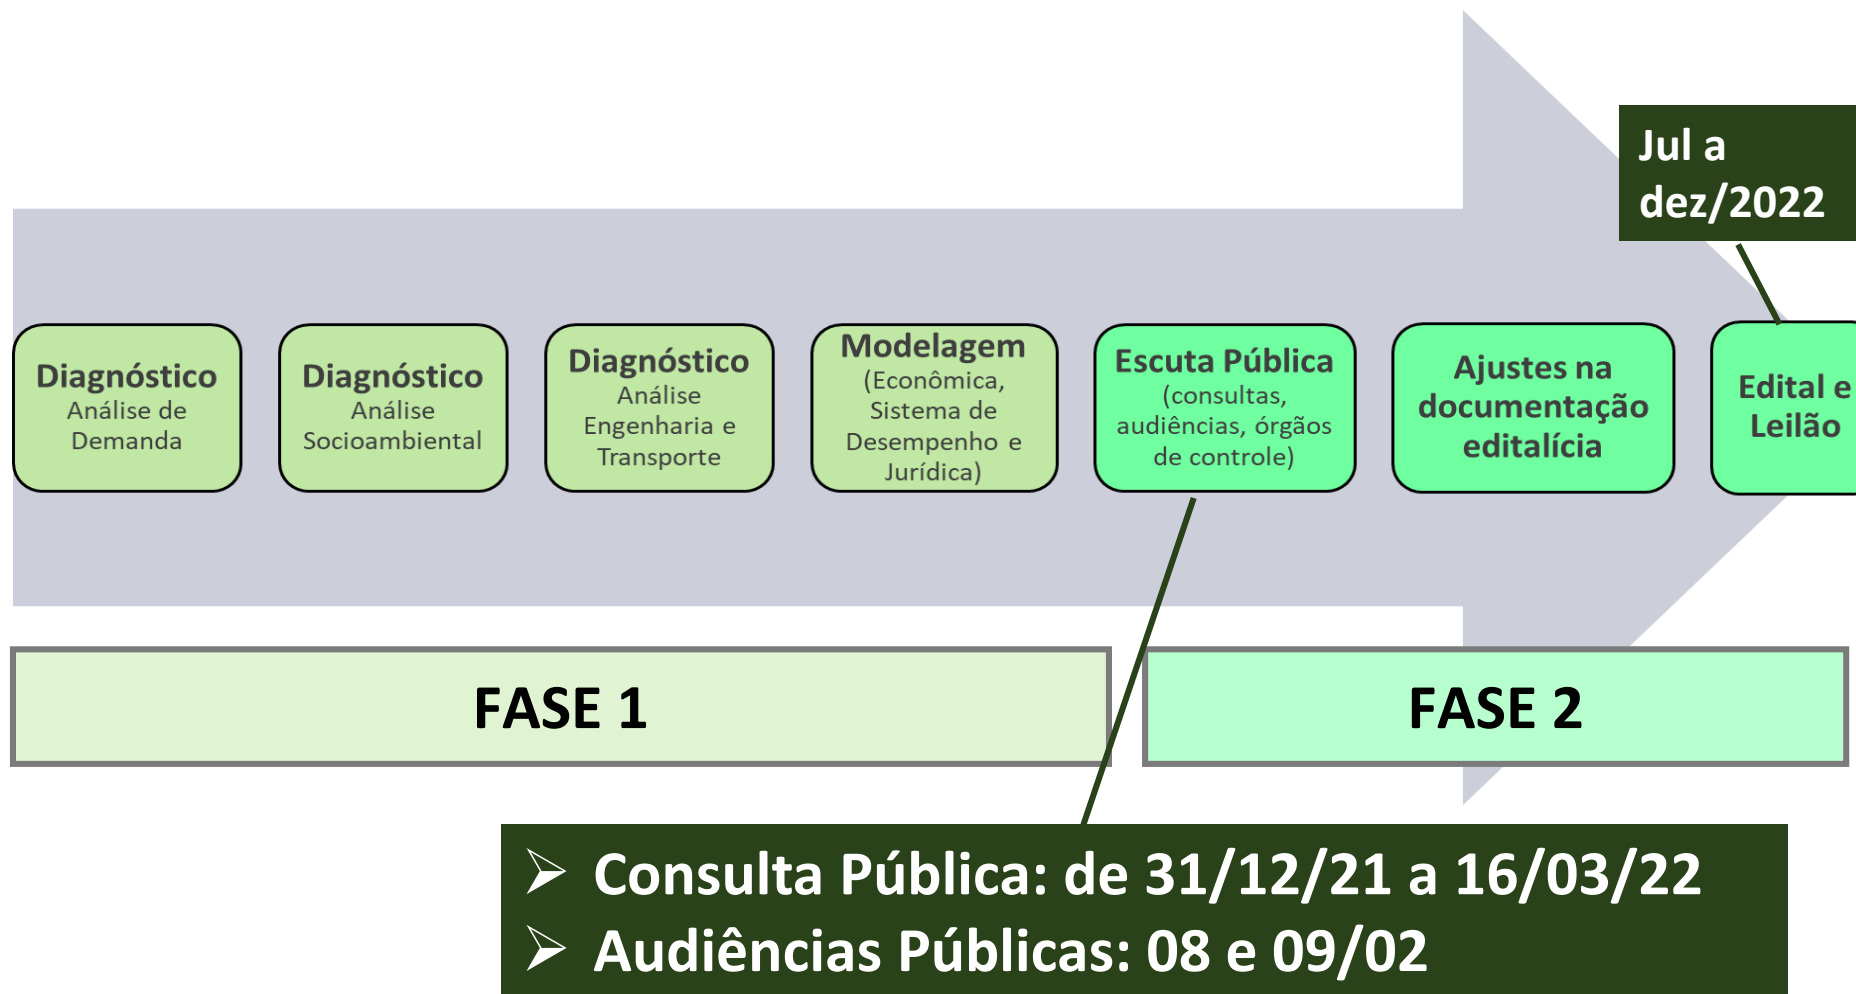 Jul a
dez/2022
Diagnóstico
Análise de
Demanda
Diagnóstico
Análise
Socioambiental
Diagnóstico
Análise
Engenharia e
Transporte
Modelagem
(Econômica,
Sistema de
Desempenho e
Jurídica)
Escuta Pública
(consultas,
audiências, órgãos
de controle)
Ajustes na
documentação
editalícia
Edital e
Leilão
FASE 1
FASE 2
➢ Consulta Pública: de 31/12/21 a 16/03/22
➢ Audiências Públicas: 08 e 09/02